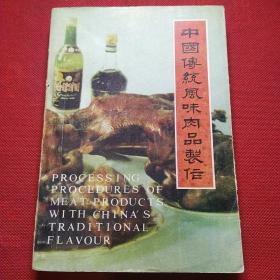 中國傳統風味肉品製作
PROCESSING
PROCEDURES OF
MEAT PRODUCTS
WITH CHINA'S
TRADITIONAL
FLAVOUR